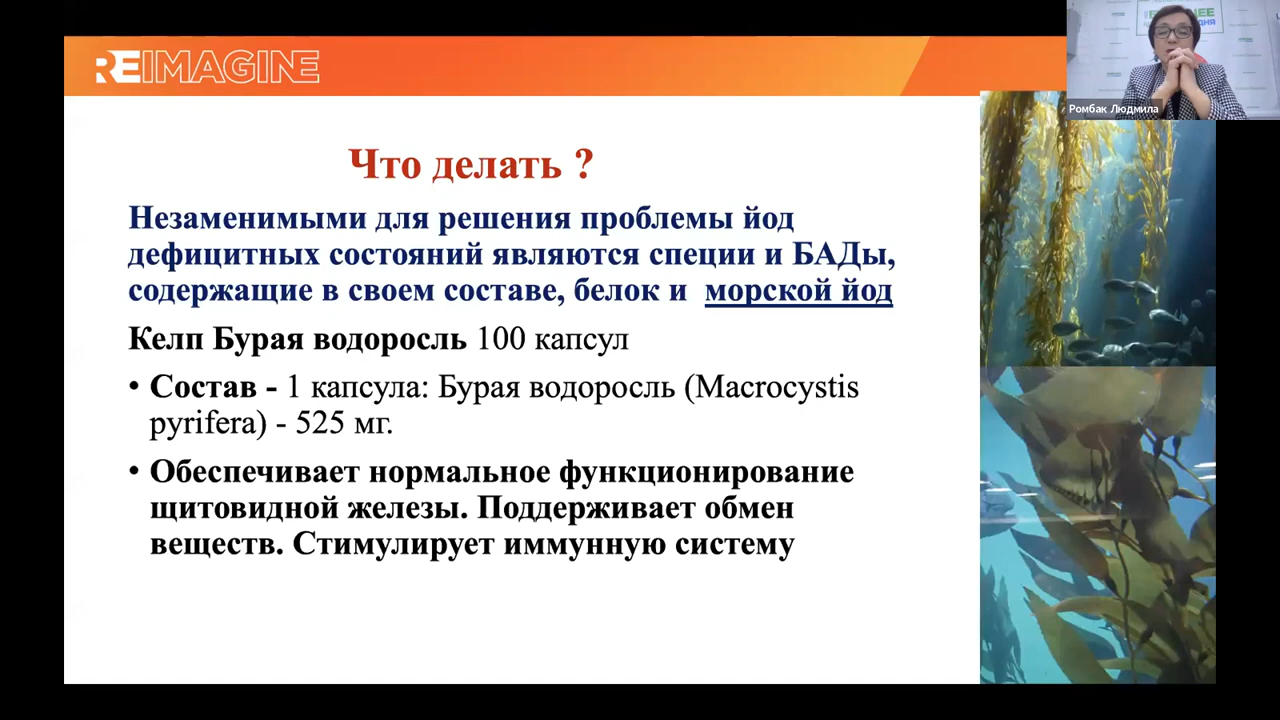 REIMAGINE
Ромбак Людмила
Что делать ?
Незаменимыми для решения проблемы йод
дефицитных состояний являются специи и БАДы,
содержащие в своем составе, белок и морской йод
Келп Бурая водоросль 100 капсул
• Состав - 1 капсула: Бурая водоросль (Macrocystis
pyrifera) - 525 мг.
• Обеспечивает нормальное функционирование
щитовидной железы. Поддерживает обмен
веществ. Стимулирует иммунную систему